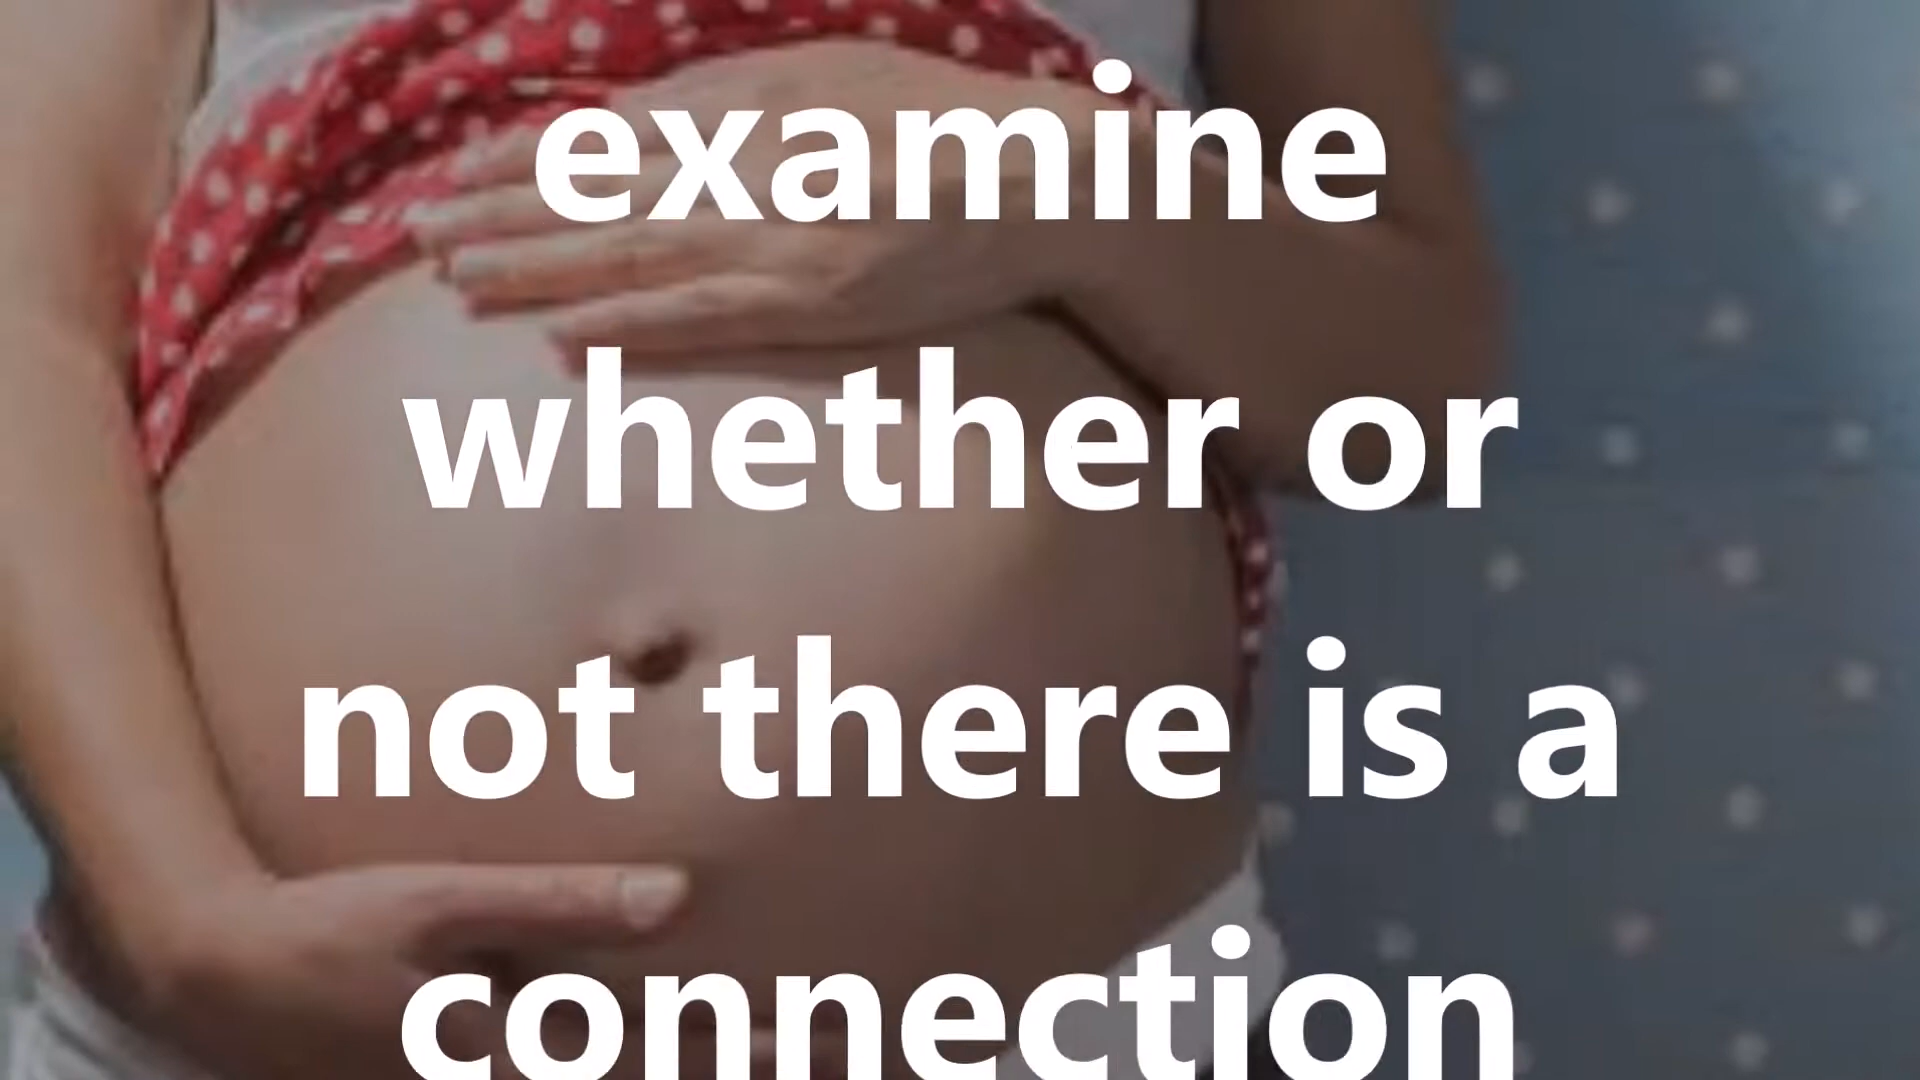 examine
whether or
not there is a
connection